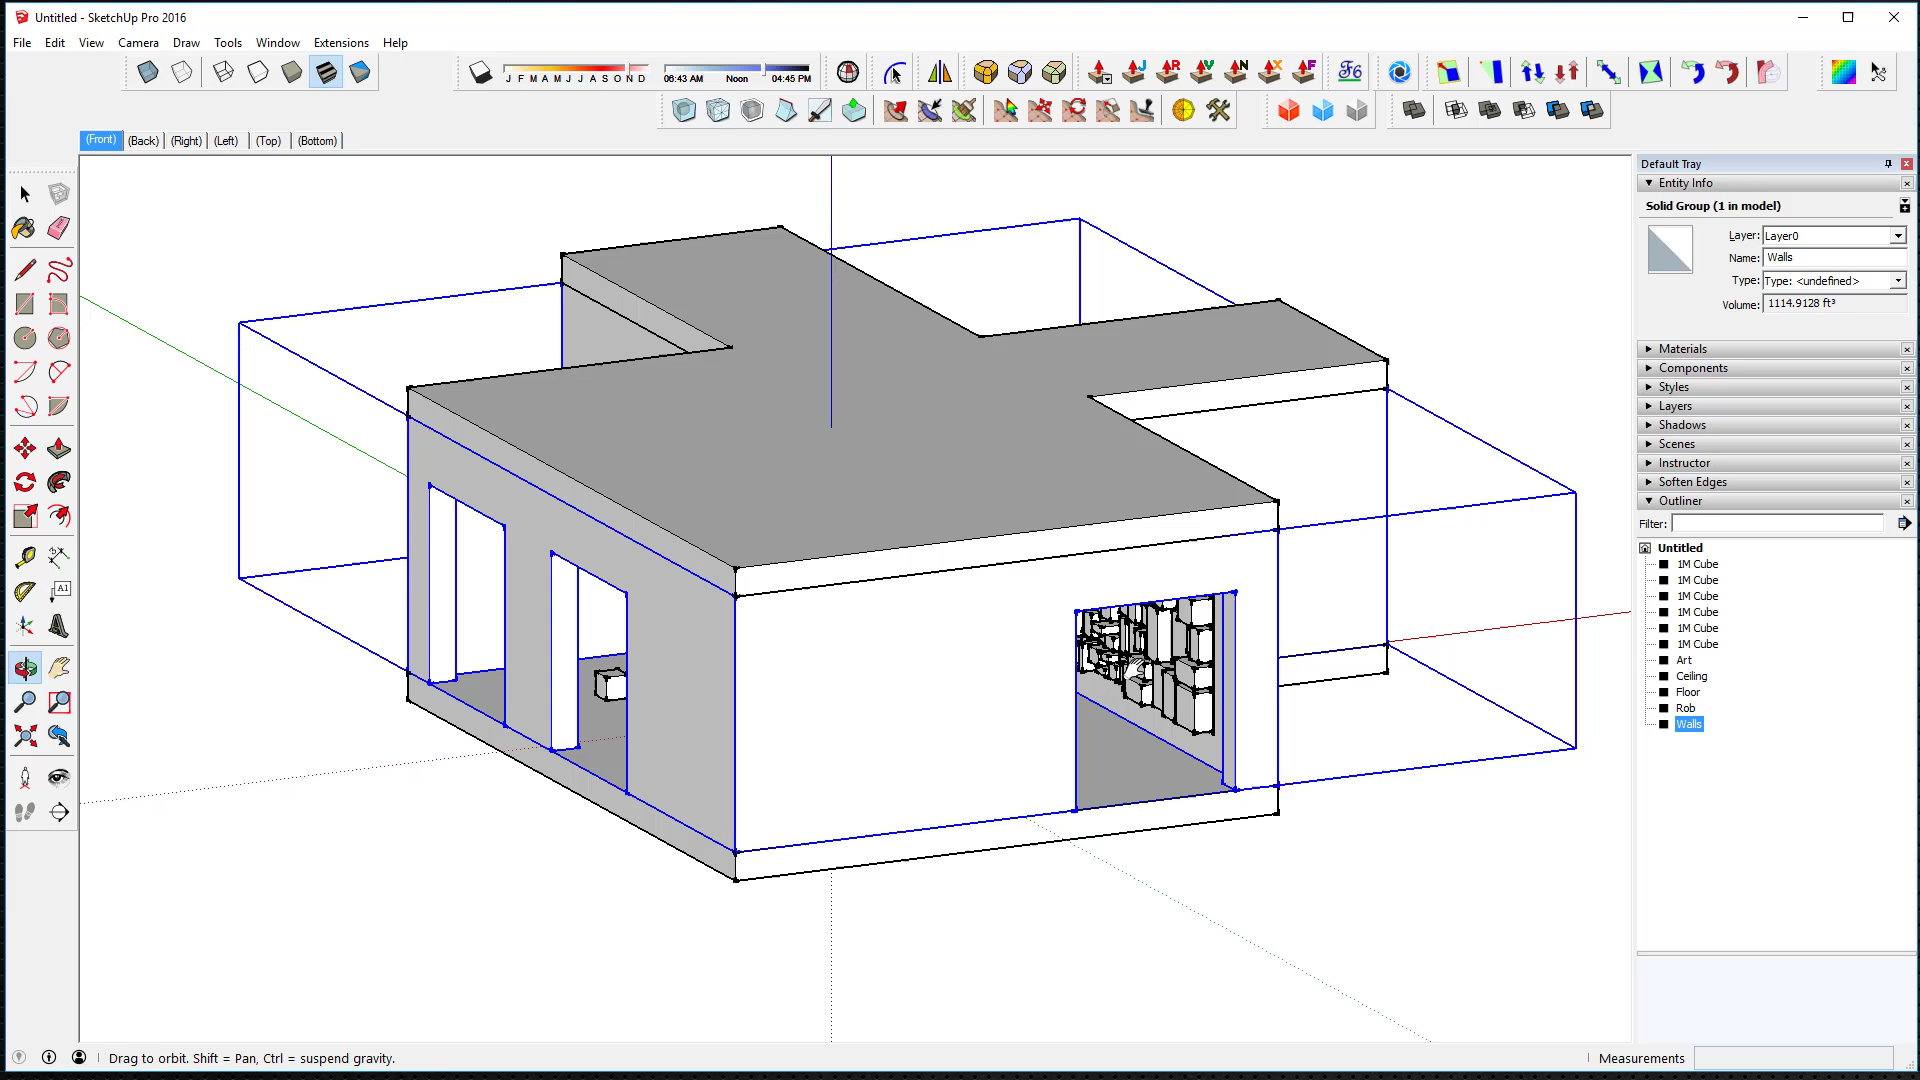 Untitled - SketchUp Pro 2016
File Edit View Camera Draw Tools Window Extensions Help
J F M A M J J A S O N D
06:43 AM Noon 04:45 PM
J R V N X F
F6
(Front) (Back) (Right) (Left) (Top) (Bottom)
Default Tray
Entity Info
Solid Group (1 in model)
Layer: Layer0
Name: Walls
Type: Type: <undefined>
Volume: 1114.9128 ft³
Materials
Components
Styles
Layers
Shadows
Scenes
Instructor
Soften Edges
Outliner
Filter:
Untitled
1M Cube
1M Cube
1M Cube
1M Cube
1M Cube
1M Cube
Art
Ceiling
Floor
Rob
Walls
A1
Drag to orbit. Shift = Pan, Ctrl = suspend gravity.
Measurements